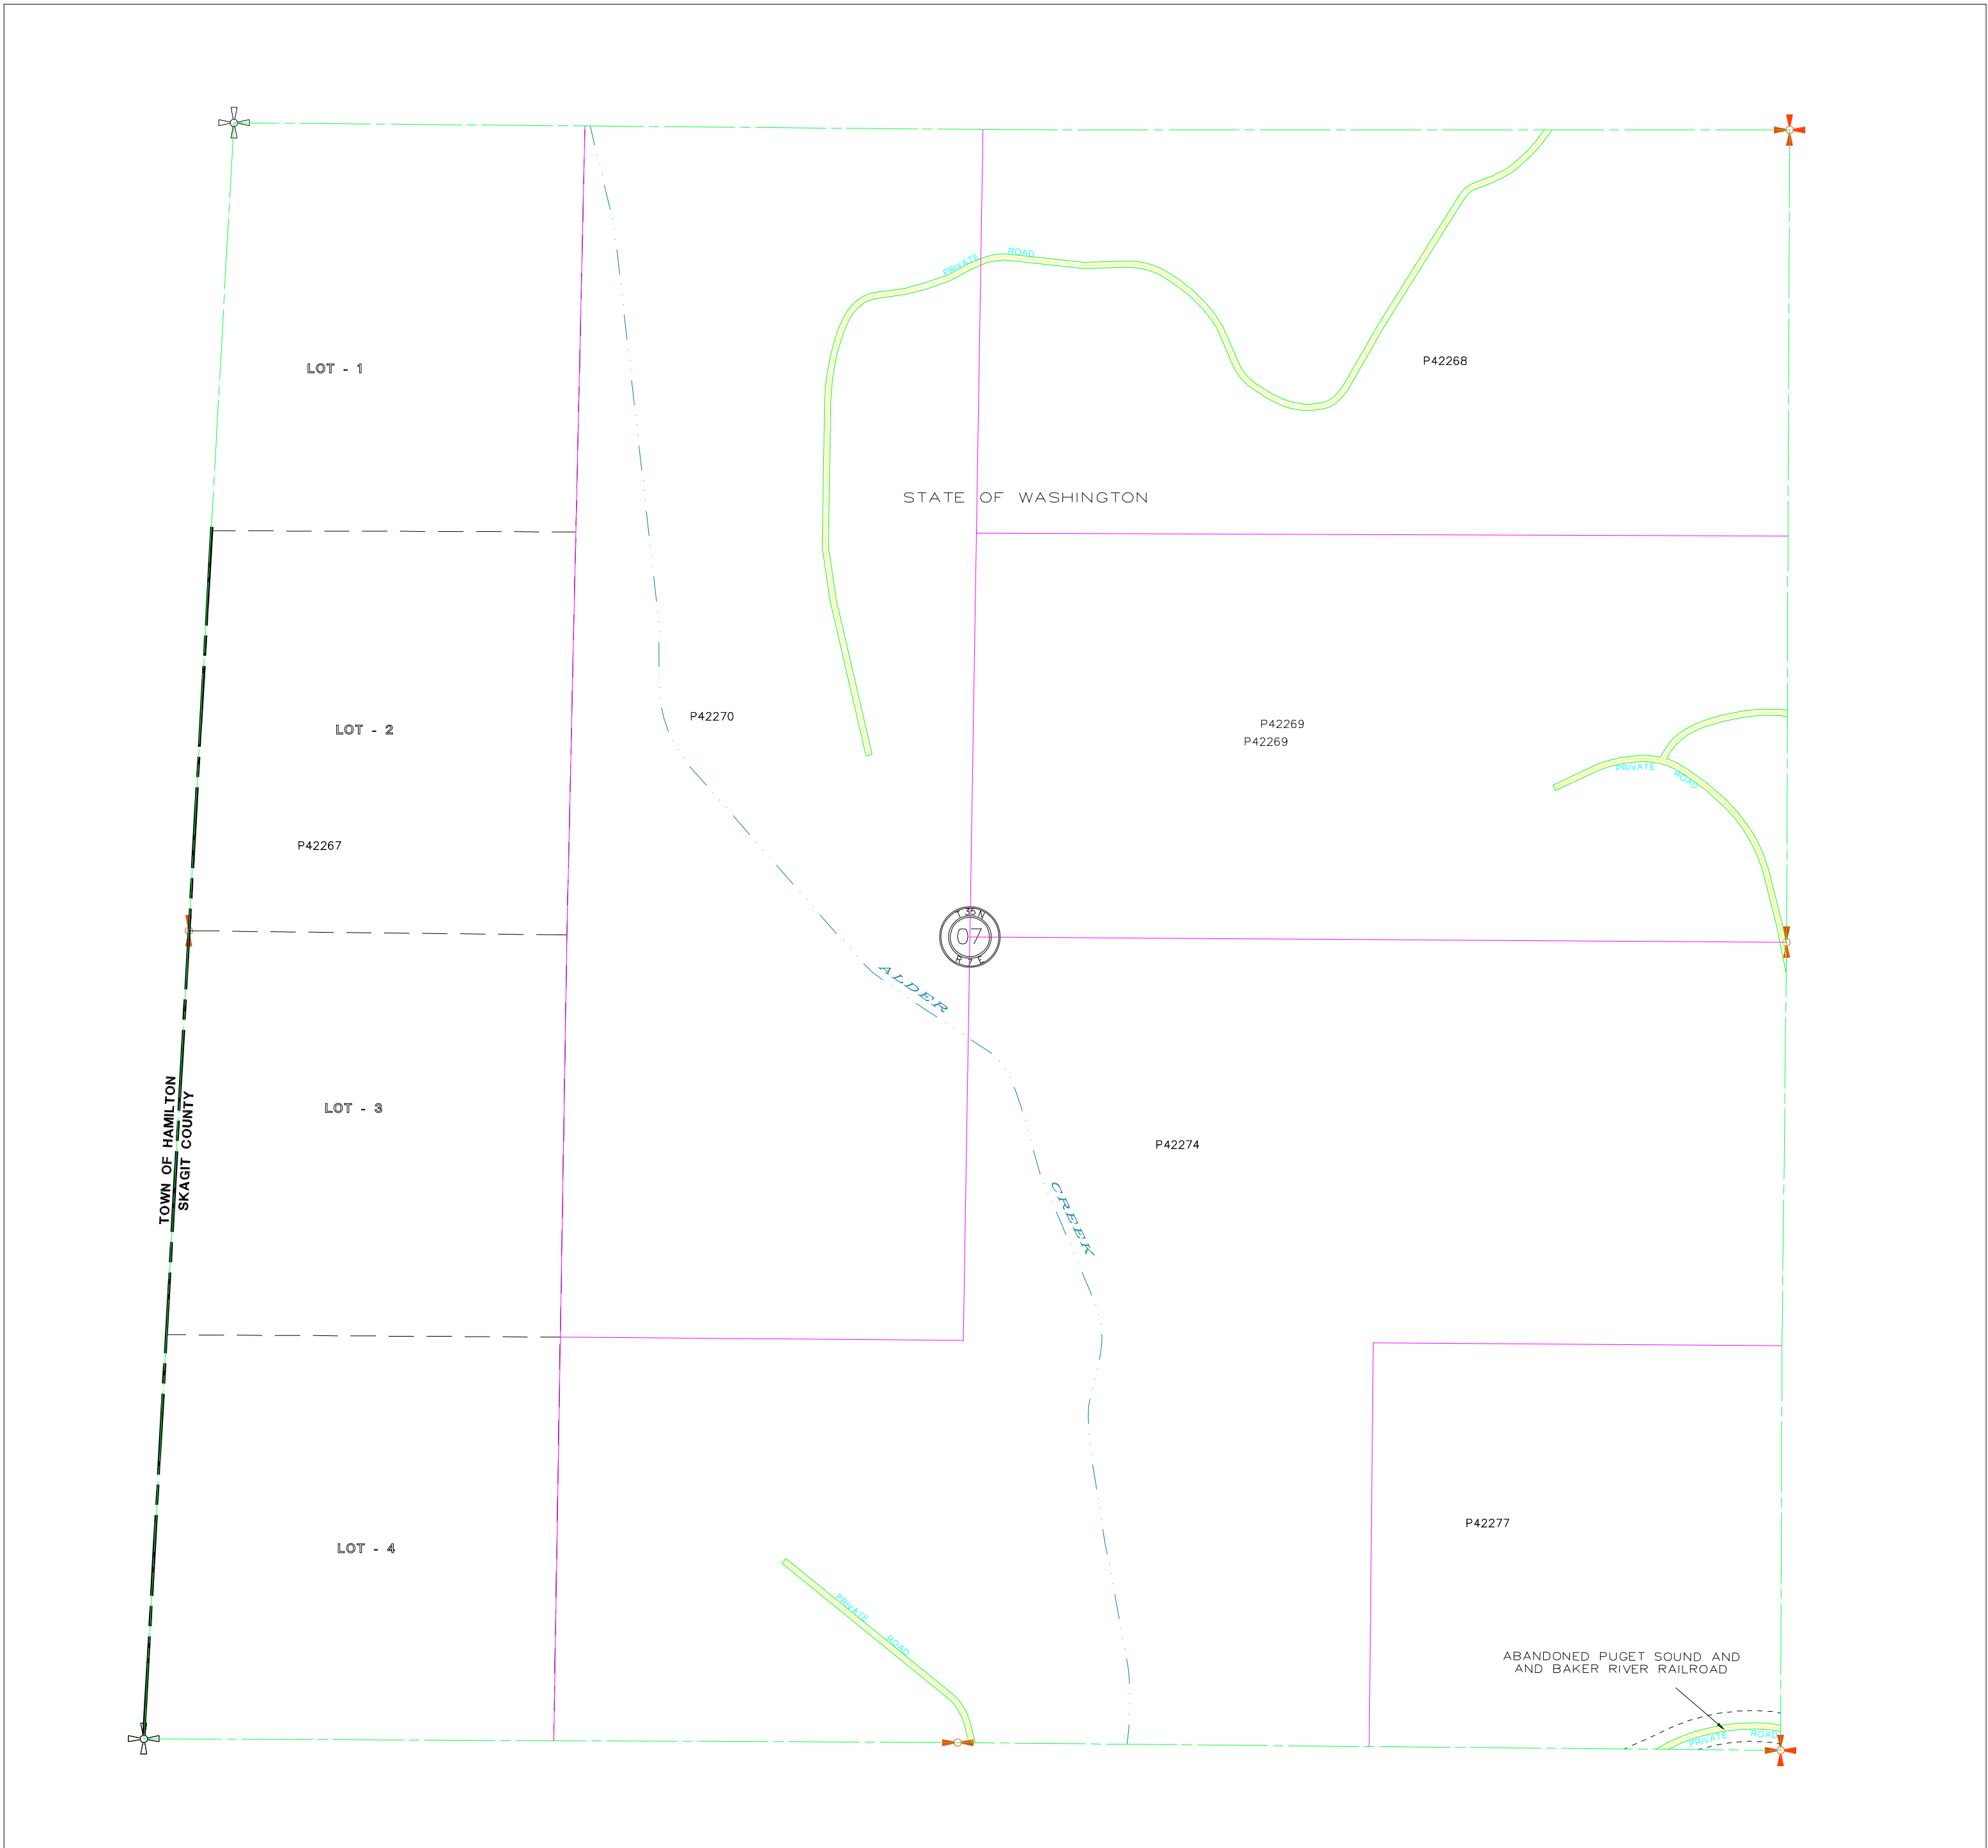 PRIVATE ROAD
LOT - 1
P42268
STATE OF WASHINGTON
LOT - 2
P42270
P42269
P42269
PRIVATE ROAD
P42267
T 35 N
07
R 7 E
ALDER
CREEK
LOT - 3
TOWN OF HAMILTON
SKAGIT COUNTY
P42274
P42277
LOT - 4
PRIVATE ROAD
ABANDONED PUGET SOUND AND
AND BAKER RIVER RAILROAD
PRIVATE ROAD